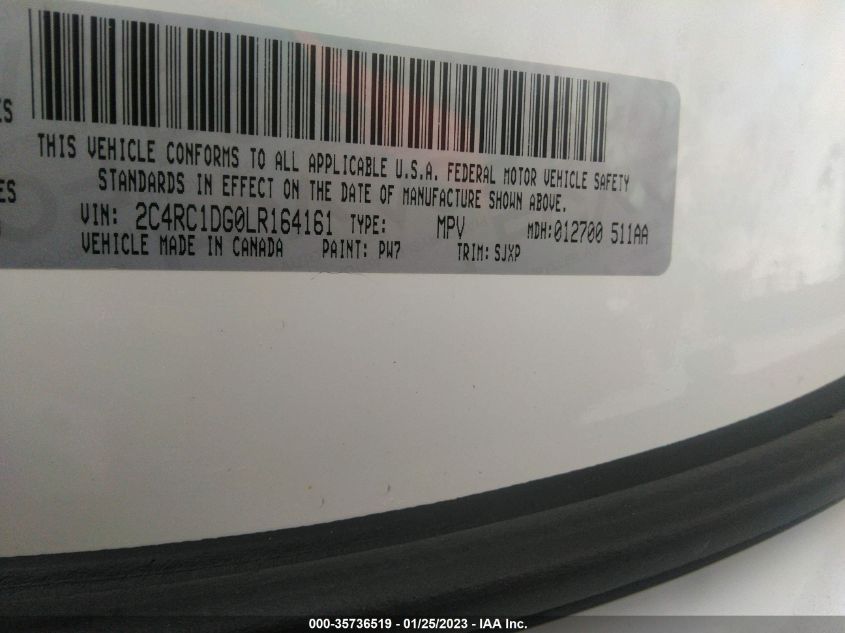 ES
THIS VEHICLE CONFORMS TO ALL APPLICABLE U.S.A. FEDERAL MOTOR VEHICLE SAFETY
STANDARDS IN EFFECT ON THE DATE OF MANUFACTURE SHOWN ABOVE.
ES
VIN: 2C4RC1DG0LR164161 TYPE: MPV MDH:012700 511AA
VEHICLE MADE IN CANADA PAINT: PW7 TRIM: SJXP
000-35736519 - 01/25/2023 - IAA Inc.